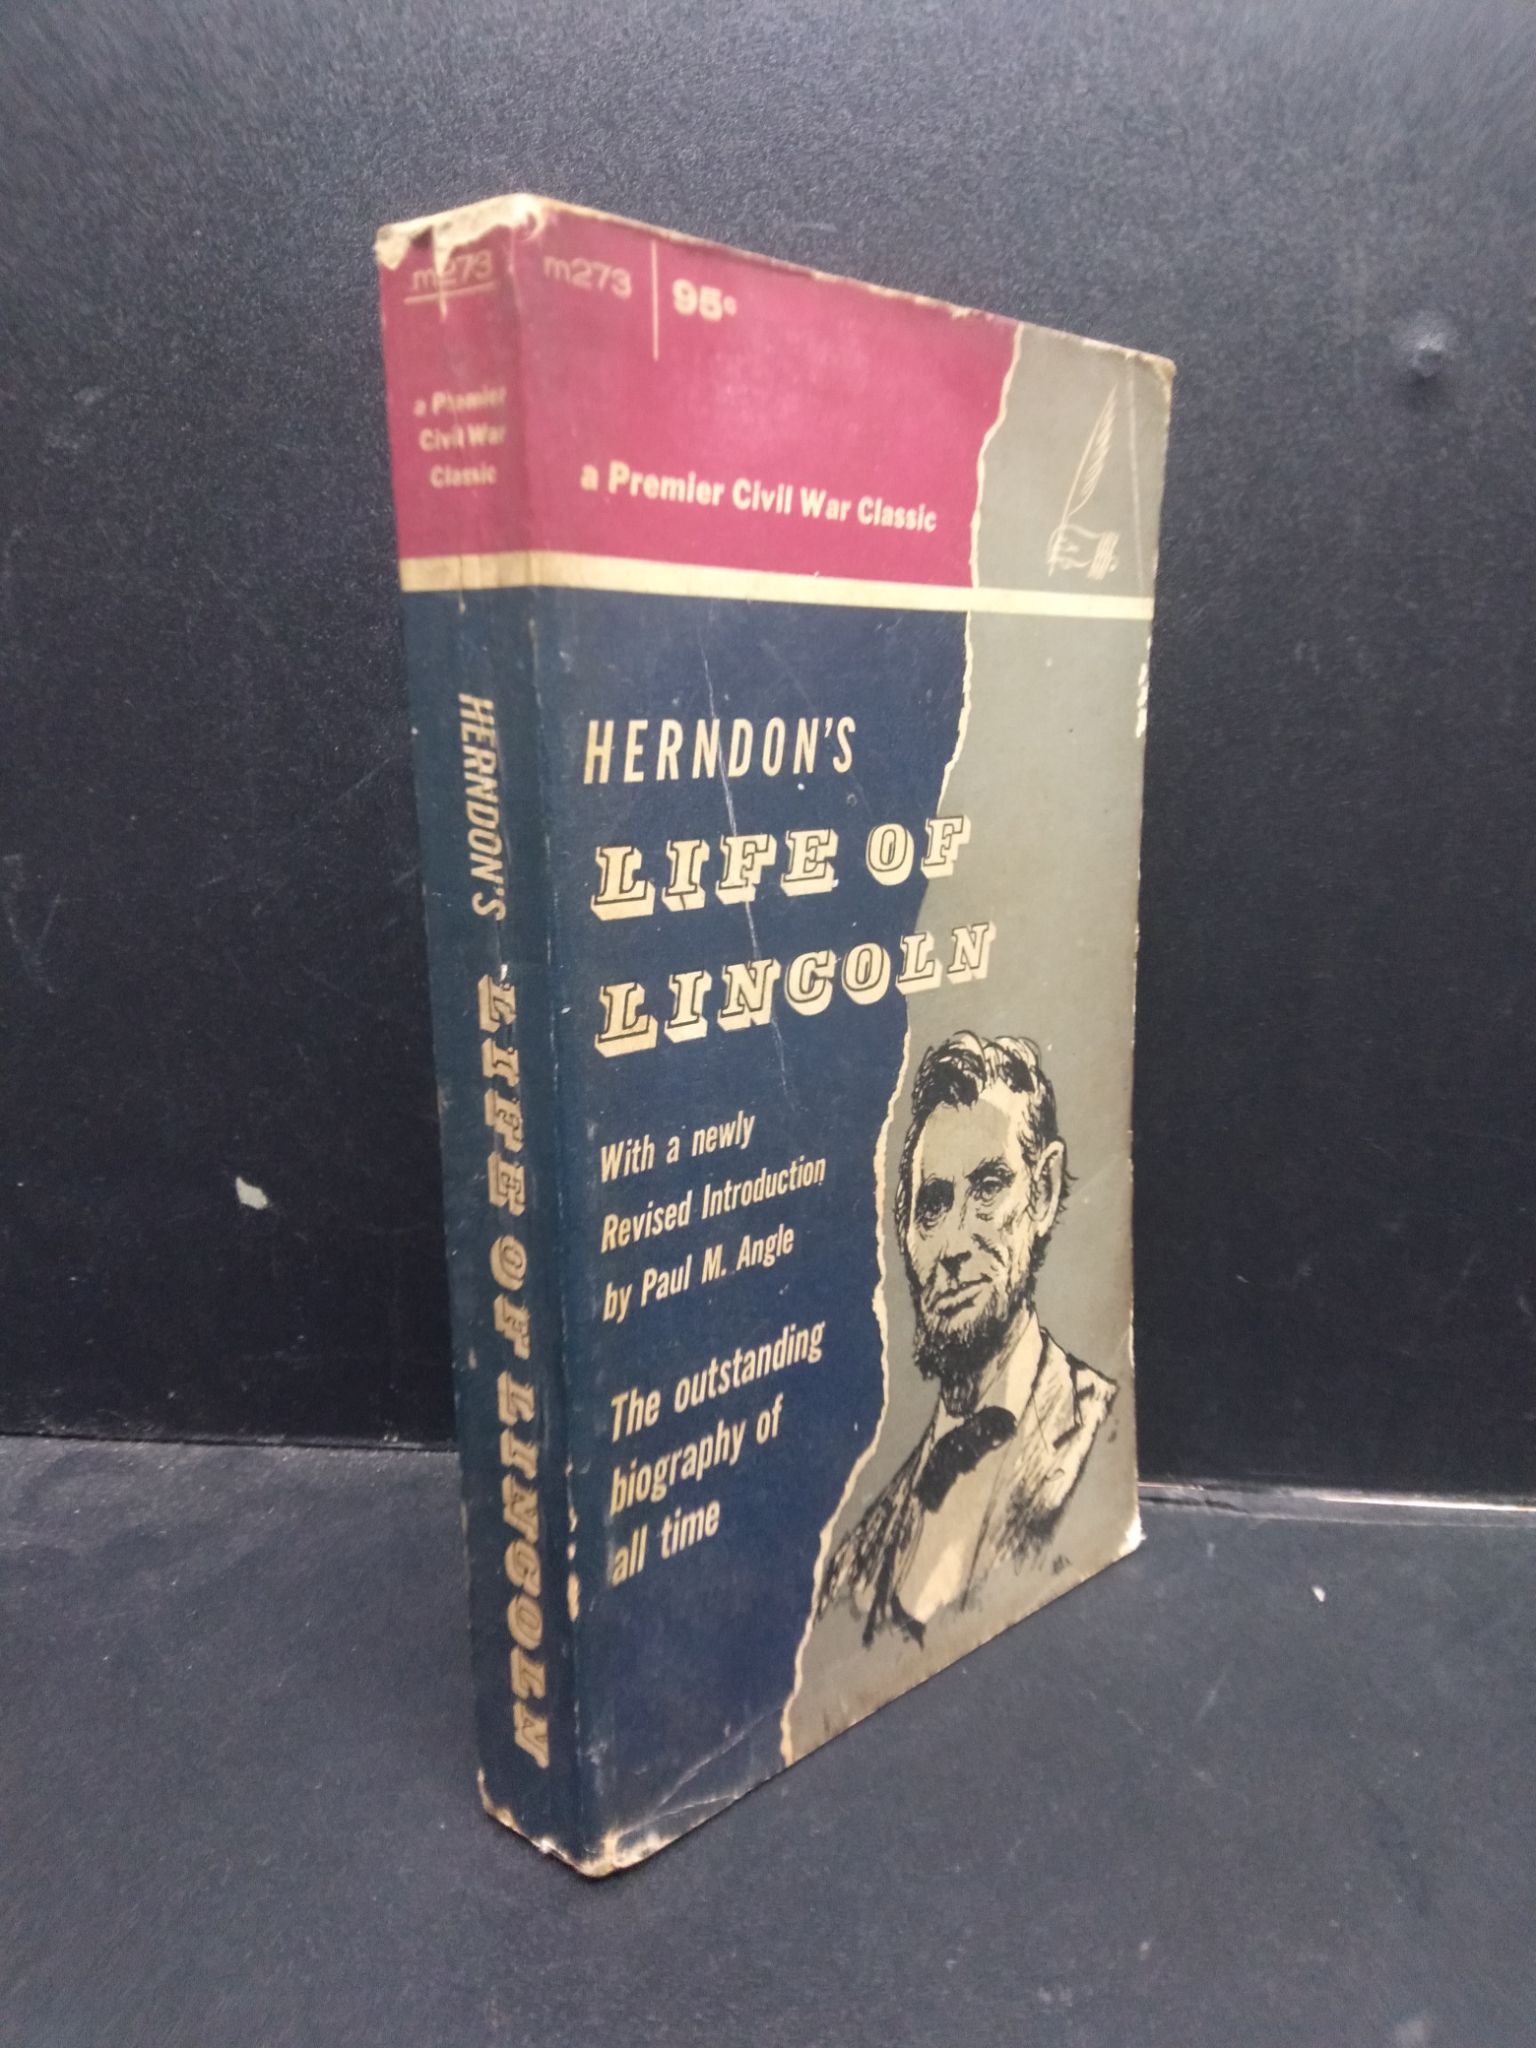 m273
a Premier
Civil War
Classic
HERNDON'S LIFE OF LINCOLN
m273 95c
a Premier Civil War Classic
HERNDON'S
LIFE OF
LINCOLN
With a newly
Revised Introduction
by Paul M. Angle
The outstanding
biography of
all time